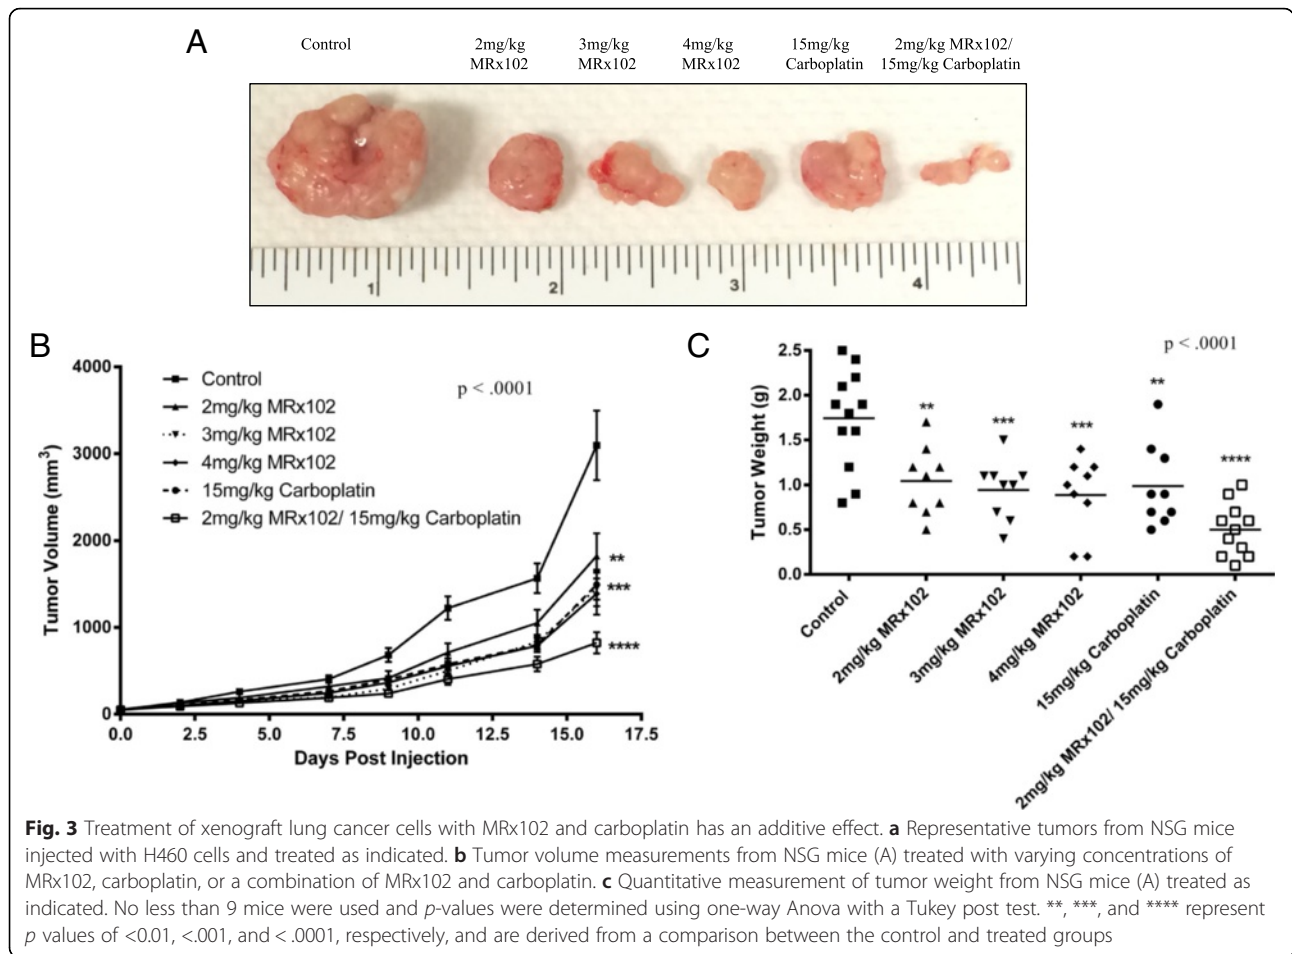 A
Control
2mg/kg
MRx102
3mg/kg
MRx102
4mg/kg
MRx102
15mg/kg
Carboplatin
2mg/kg MRx102/
15mg/kg Carboplatin
1
2
3
4
B
Tumor Volume (mm³)
4000
3000
2000
1000
0
Control
2mg/kg MRx102
3mg/kg MRx102
4mg/kg MRx102
15mg/kg Carboplatin
2mg/kg MRx102/ 15mg/kg Carboplatin
p < .0001
**
***
****
0.0
2.5
5.0
7.5
10.0
12.5
15.0
17.5
Days Post Injection
C
p < .0001
Tumor Weight (g)
2.5
2.0
1.5
1.0
0.5
0.0
**
***
***
**
****
Control
2mg/kg MRx102
3mg/kg MRx102
4mg/kg MRx102
15mg/kg Carboplatin
2mg/kg MRx102/ 15mg/kg Carboplatin
Fig. 3 Treatment of xenograft lung cancer cells with MRx102 and carboplatin has an additive effect. a Representative tumors from NSG mice
injected with H460 cells and treated as indicated. b Tumor volume measurements from NSG mice (A) treated with varying concentrations of
MRx102, carboplatin, or a combination of MRx102 and carboplatin. c Quantitative measurement of tumor weight from NSG mice (A) treated as
indicated. No less than 9 mice were used and p-values were determined using one-way Anova with a Tukey post test. **, ***, and **** represent
p values of <0.01, <.001, and < .0001, respectively, and are derived from a comparison between the control and treated groups